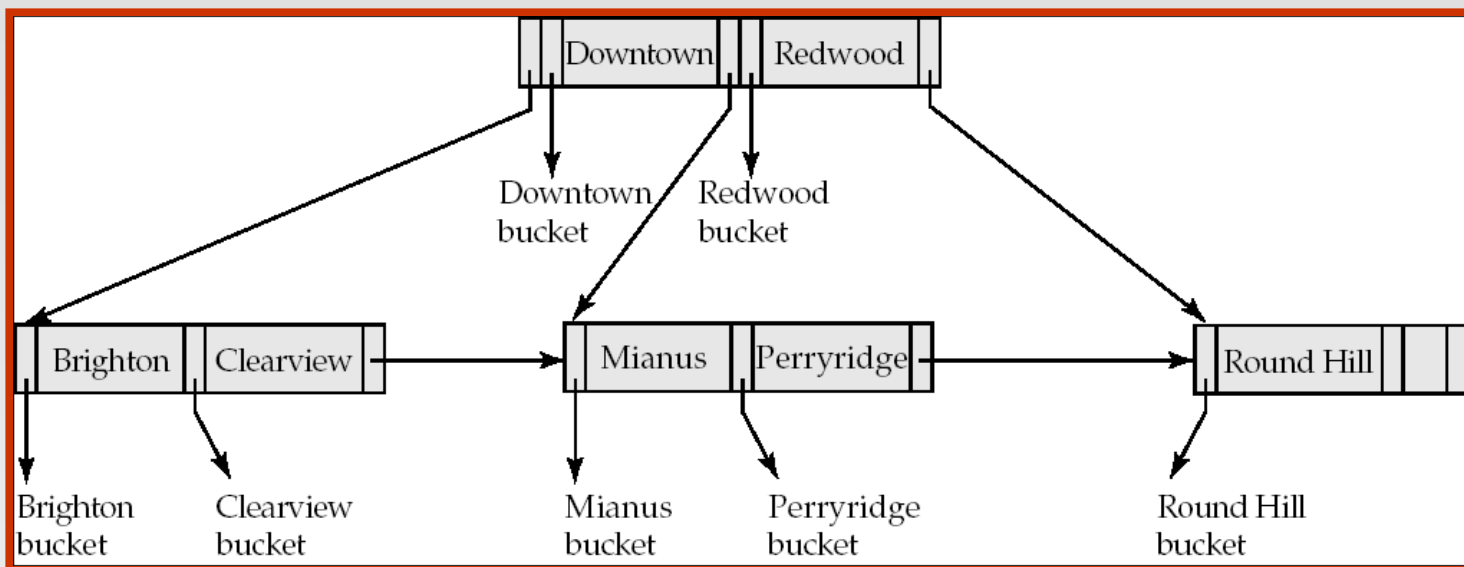 Downtown Redwood
Downtown bucket
Redwood bucket
Brighton Clearview
Mianus Perryridge
Round Hill
Brighton bucket
Clearview bucket
Mianus bucket
Perryridge bucket
Round Hill bucket